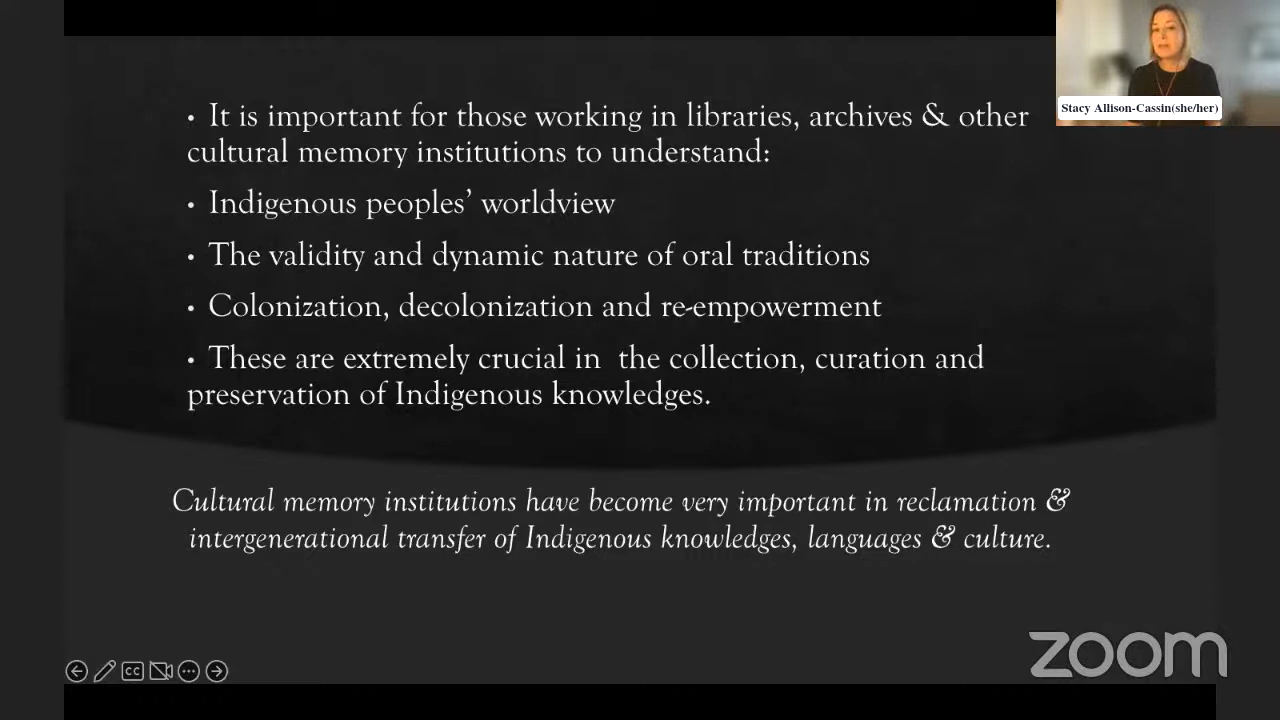 • It is important for those working in libraries, archives & other
cultural memory institutions to understand:
• Indigenous peoples’ worldview
• The validity and dynamic nature of oral traditions
• Colonization, decolonization and re-empowerment
• These are extremely crucial in  the collection, curation and
preservation of Indigenous knowledges.
Cultural memory institutions have become very important in reclamation &
intergenerational transfer of Indigenous knowledges, languages & culture.
Stacy Allison-Cassin(she/her)
CC
zoom